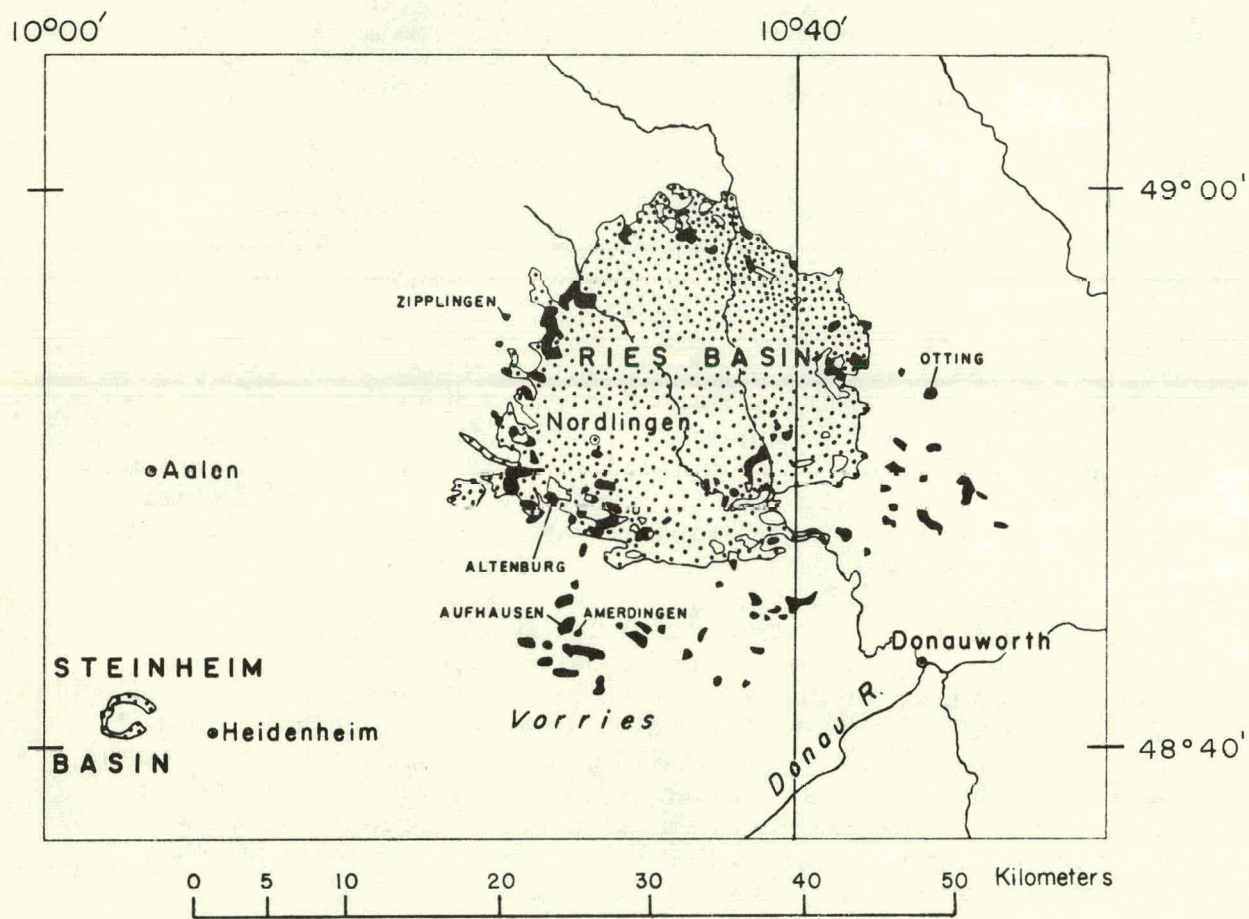 10°00′ 10°40′
49°00′
ZIPPLINGEN
RIES BASIN
OTTING
Nordlingen
Aalen
ALTENBURG
AUFHAUSEN AMERDINGEN
Donauworth
STEINHEIM
BASIN
Heidenheim
Vorries
Donau R.
48°40′
0 5 10 20 30 40 50 Kilometers